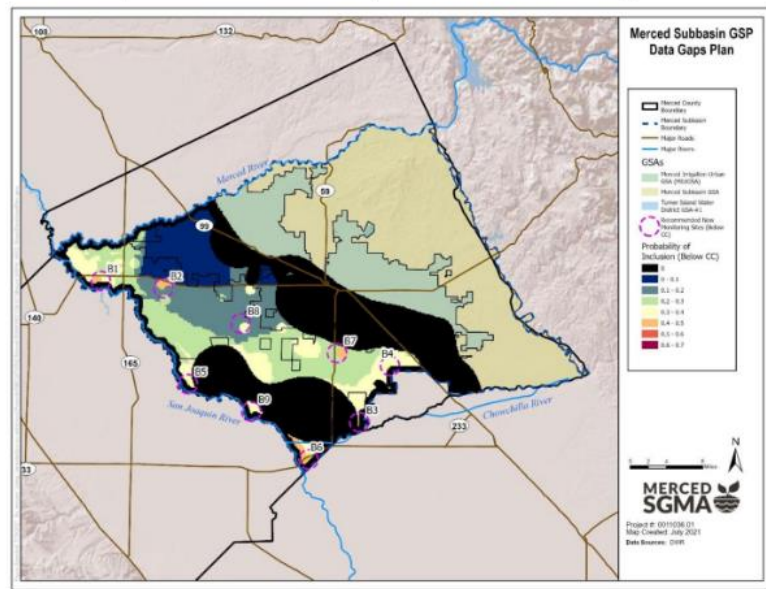 Merced Subbasin GSP
Data Gaps Plan
Merced County
Boundary
Merced Subbasin
Boundary
Major Roads
Major Rivers
GSAs
Merced Irrigation-Urban
GSA (MIUGSA)
Merced Subbasin GSA
Turner Island Water
District GSA #1
Recommended New
Monitoring Sites (Below
CC)
Probability of
Inclusion (Below CC)
0
0 - 0.1
0.1 - 0.2
0.2 - 0.3
0.3 - 0.4
0.4 - 0.5
0.5 - 0.6
0.6 - 0.7
N
Miles
MERCED
SGMA
Project #: 0011036.01
Map Created: July 2021
Data Sources: DWR
132
Merced River
59
99
B1
B2
140
B8
165
B7
B4
B5
San Joaquin River
B9
B3
Chowchilla River
233
B6
33